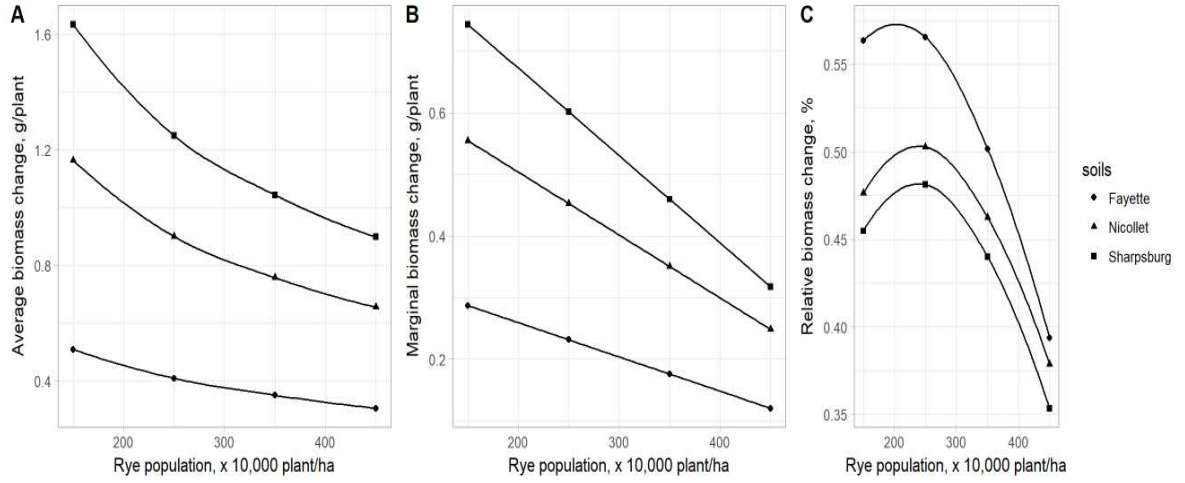 A
Average biomass change, g/plant
1.6
1.2
0.8
0.4
200
300
400
Rye population, x 10,000 plant/ha
B
Marginal biomass change, g/plant
0.6
0.4
0.2
200
300
400
Rye population, x 10,000 plant/ha
C
Relative biomass change, %
0.55
0.50
0.45
0.40
0.35
200
300
400
Rye population, x 10,000 plant/ha
soils
Fayette
Nicollet
Sharpsburg